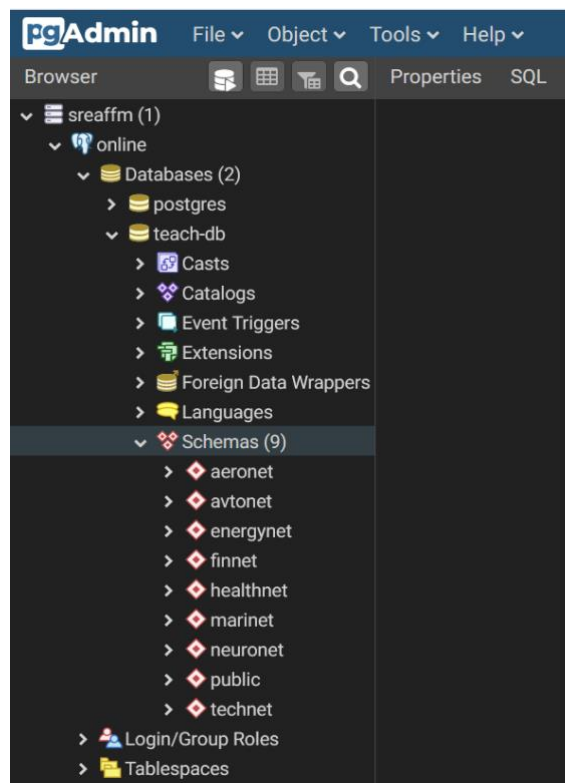 pgAdmin File Object Tools Help
Browser Properties SQL
sreaffm (1)
online
Databases (2)
postgres
teach-db
Casts
Catalogs
Event Triggers
Extensions
Foreign Data Wrappers
Languages
Schemas (9)
aeronet
avtonet
energynet
finnet
healthnet
marinet
neuronet
public
technet
Login/Group Roles
Tablespaces